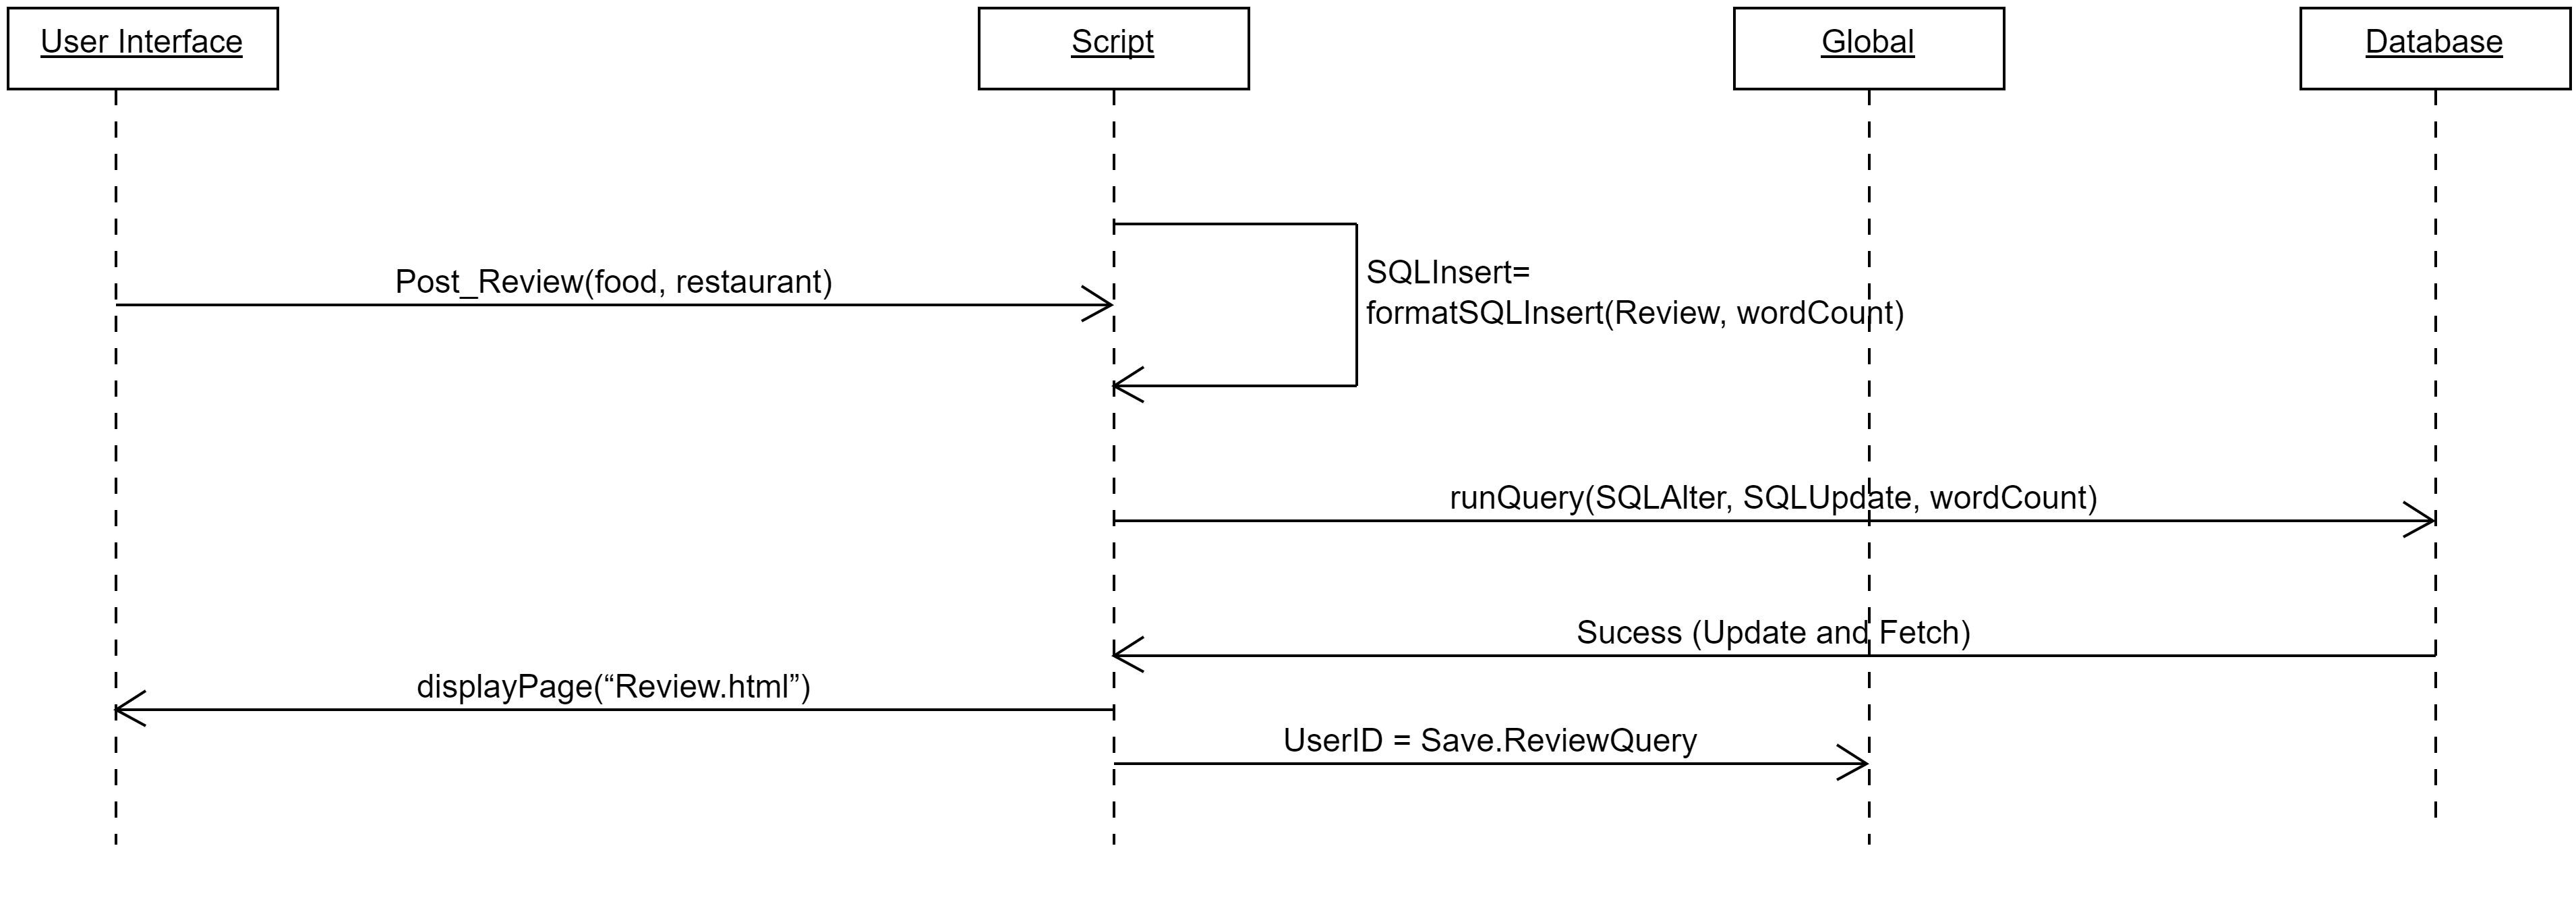 User Interface
Script
Global
Database
Post_Review(food, restaurant)
SQLInsert=
formatSQLInsert(Review, wordCount)
runQuery(SQLAlter, SQLUpdate, wordCount)
Sucess (Update and Fetch)
displayPage(“Review.html”)
UserID = Save.ReviewQuery